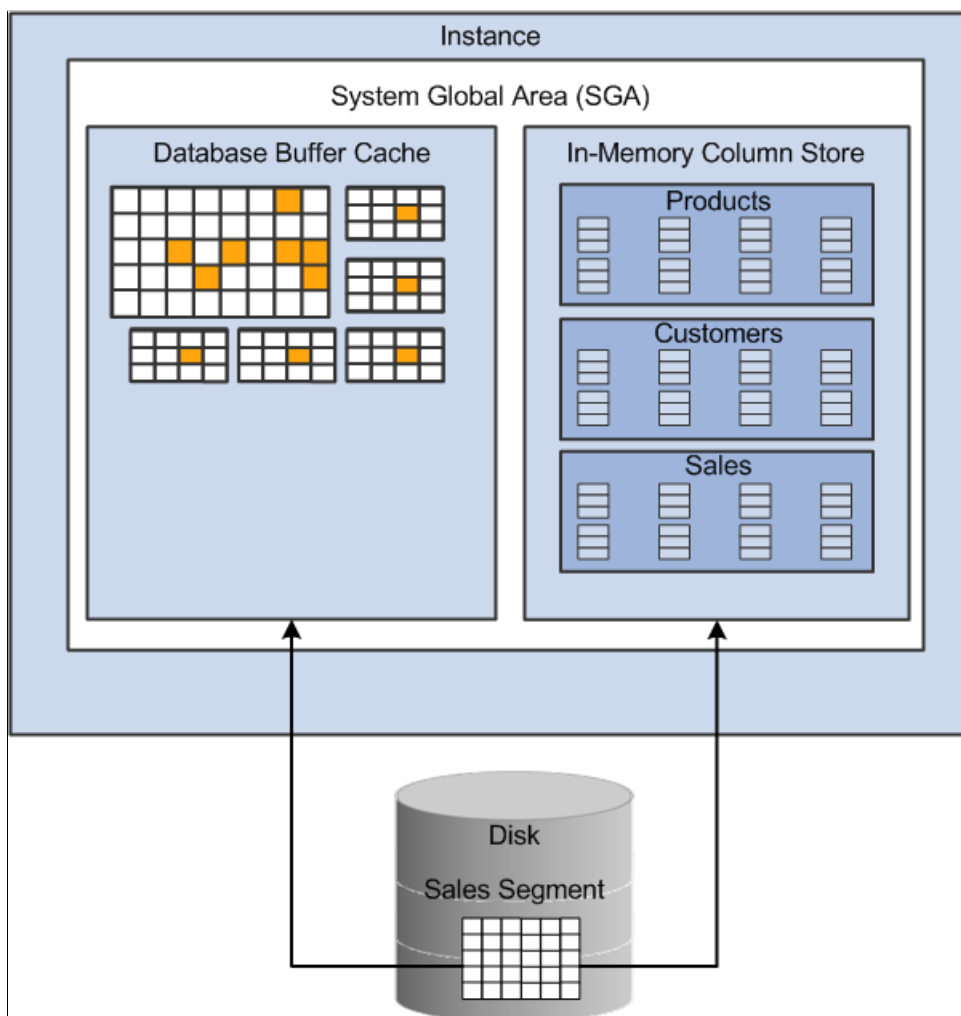 Instance
System Global Area (SGA)
Database Buffer Cache
In-Memory Column Store
Products
Customers
Sales
Disk
Sales Segment